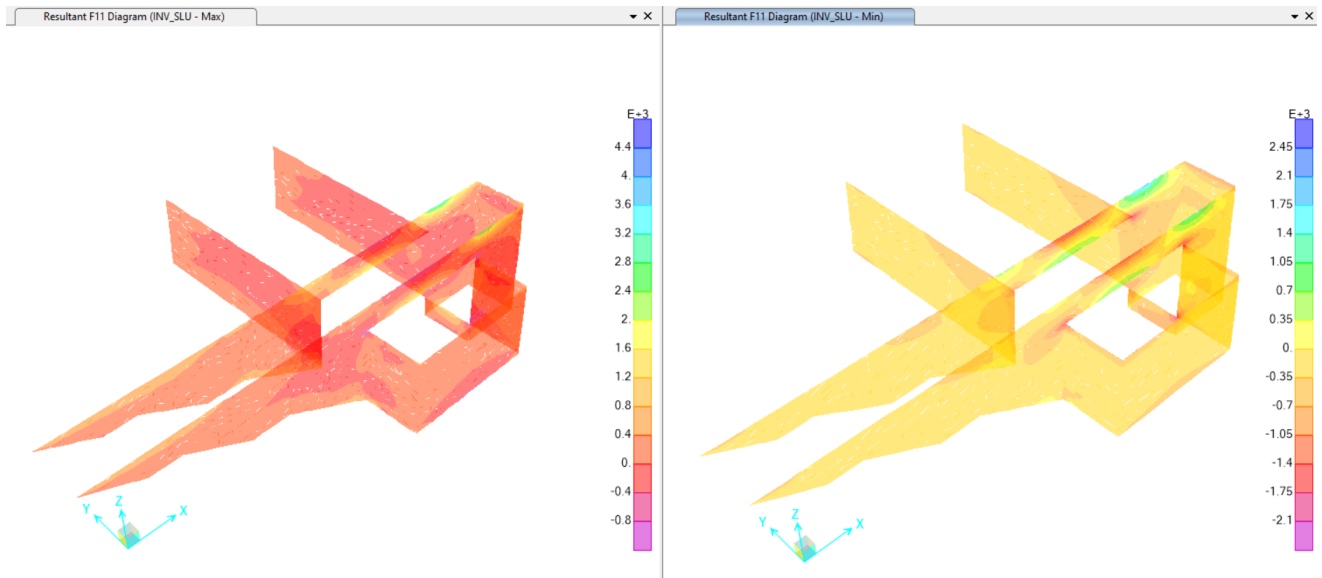 Resultant F11 Diagram (INV_SLU - Max)
E+3
4.4
4.
3.6
3.2
2.8
2.4
2.
1.6
1.2
0.8
0.4
0.
-0.4
-0.8
Y
Z
X
Resultant F11 Diagram (INV_SLU - Min)
E+3
2.45
2.1
1.75
1.4
1.05
0.7
0.35
0.
-0.35
-0.7
-1.05
-1.4
-1.75
-2.1
Y
Z
X